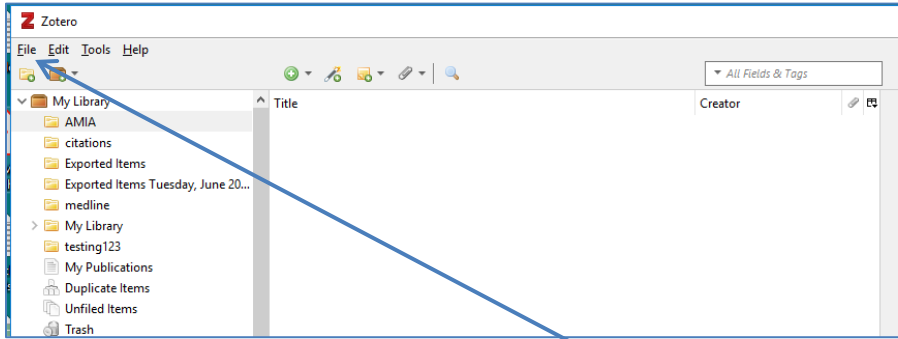 Zotero
File Edit Tools Help
All Fields & Tags
My Library
Title Creator
AMIA
citations
Exported Items
Exported Items Tuesday, June 20...
medline
My Library
testing123
My Publications
Duplicate Items
Unfiled Items
Trash